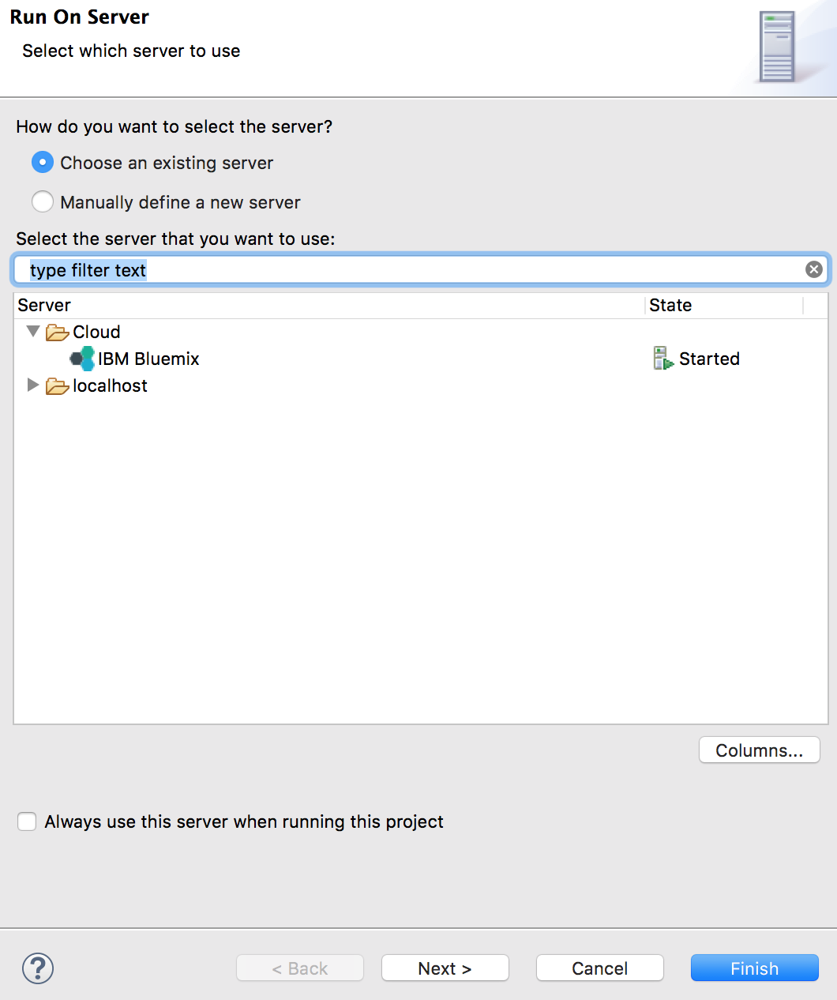 Run On Server
Select which server to use
How do you want to select the server?
Choose an existing server
Manually define a new server
Select the server that you want to use:
type filter text
Server State
Cloud
IBM Bluemix Started
localhost
Columns...
Always use this server when running this project
? < Back Next > Cancel Finish